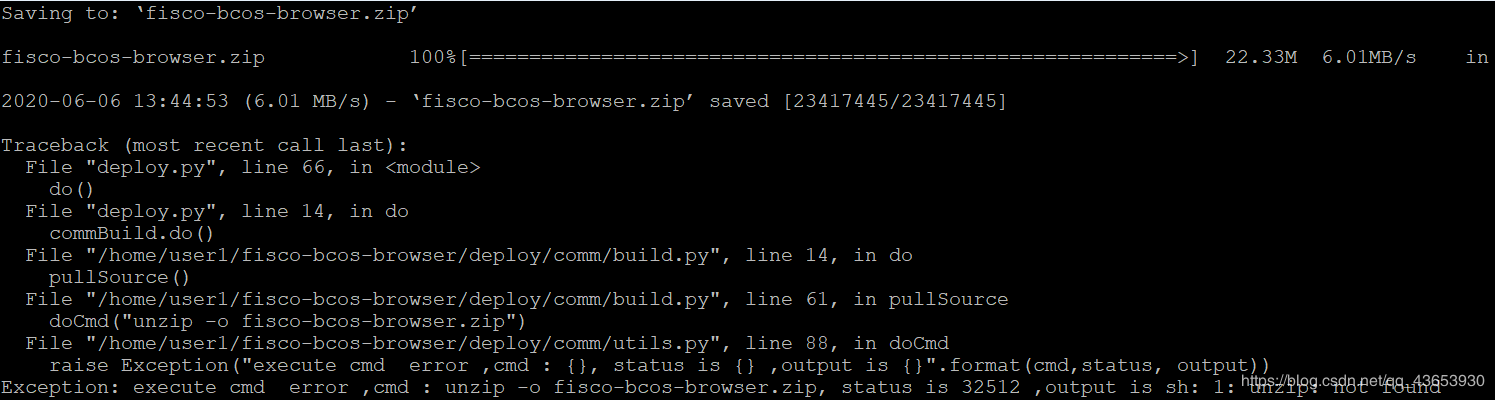 Saving to: ‘fisco-bcos-browser.zip’
fisco-bcos-browser.zip 100%[===========================================================>] 22.33M 6.01MB/s in
2020-06-06 13:44:53 (6.01 MB/s) - ‘fisco-bcos-browser.zip’ saved [23417445/23417445]
Traceback (most recent call last):
File "deploy.py", line 66, in <module>
do()
File "deploy.py", line 14, in do
commBuild.do()
File "/home/user1/fisco-bcos-browser/deploy/comm/build.py", line 14, in do
pullSource()
File "/home/user1/fisco-bcos-browser/deploy/comm/build.py", line 61, in pullSource
doCmd("unzip -o fisco-bcos-browser.zip")
File "/home/user1/fisco-bcos-browser/deploy/comm/utils.py", line 88, in doCmd
raise Exception("execute cmd  error ,cmd : {}, status is {} ,output is {}".format(cmd,status, output))
Exception: execute cmd  error ,cmd : unzip -o fisco-bcos-browser.zip, status is 32512 ,output is sh: 1: unzip: not found
https://blog.csdn.net/qq_43653930